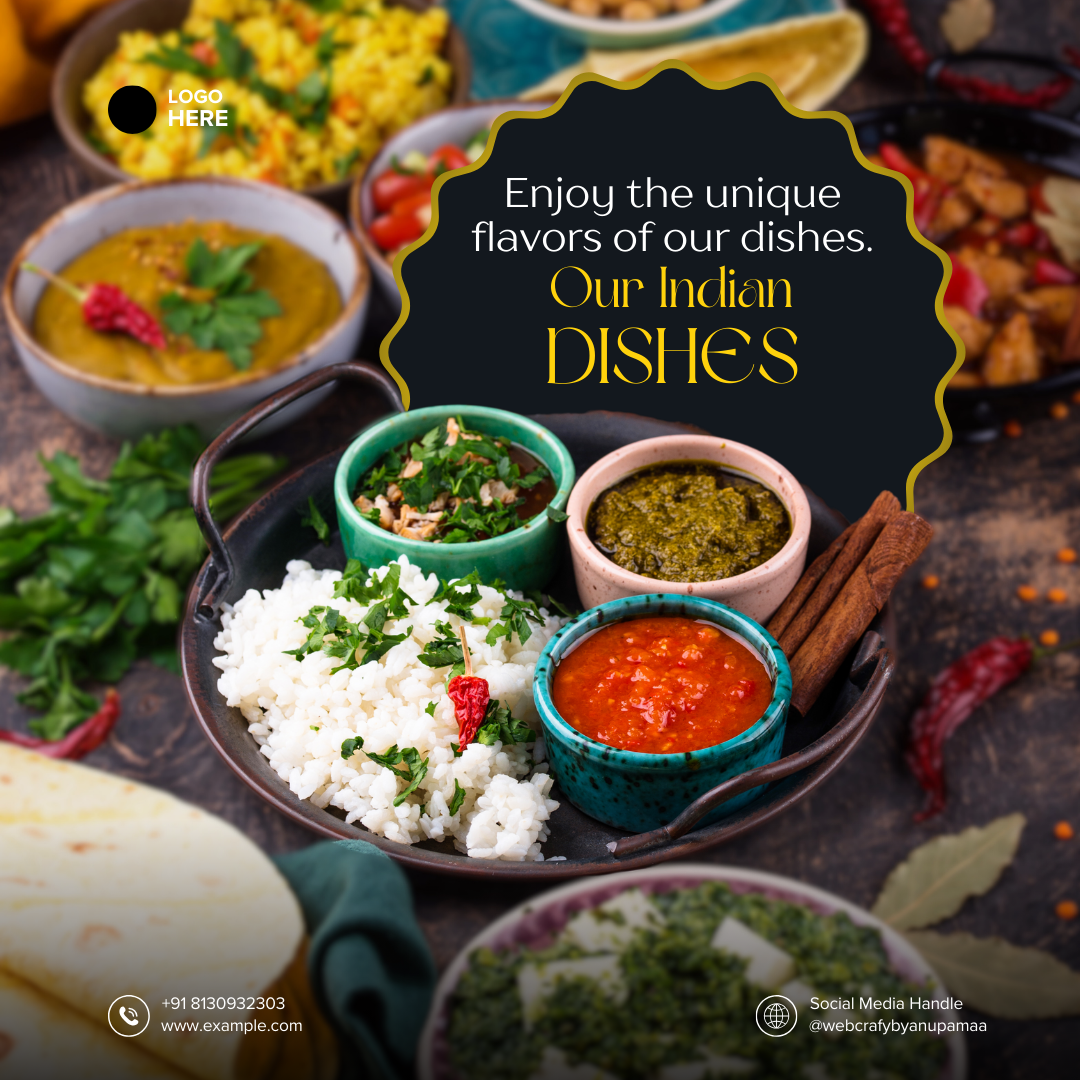 LOGO
HERE
Enjoy the unique
flavors of our dishes.
Our Indian
DISHES
+91 8130932303
www.example.com
Social Media Handle
@webcrafybyanupamaa